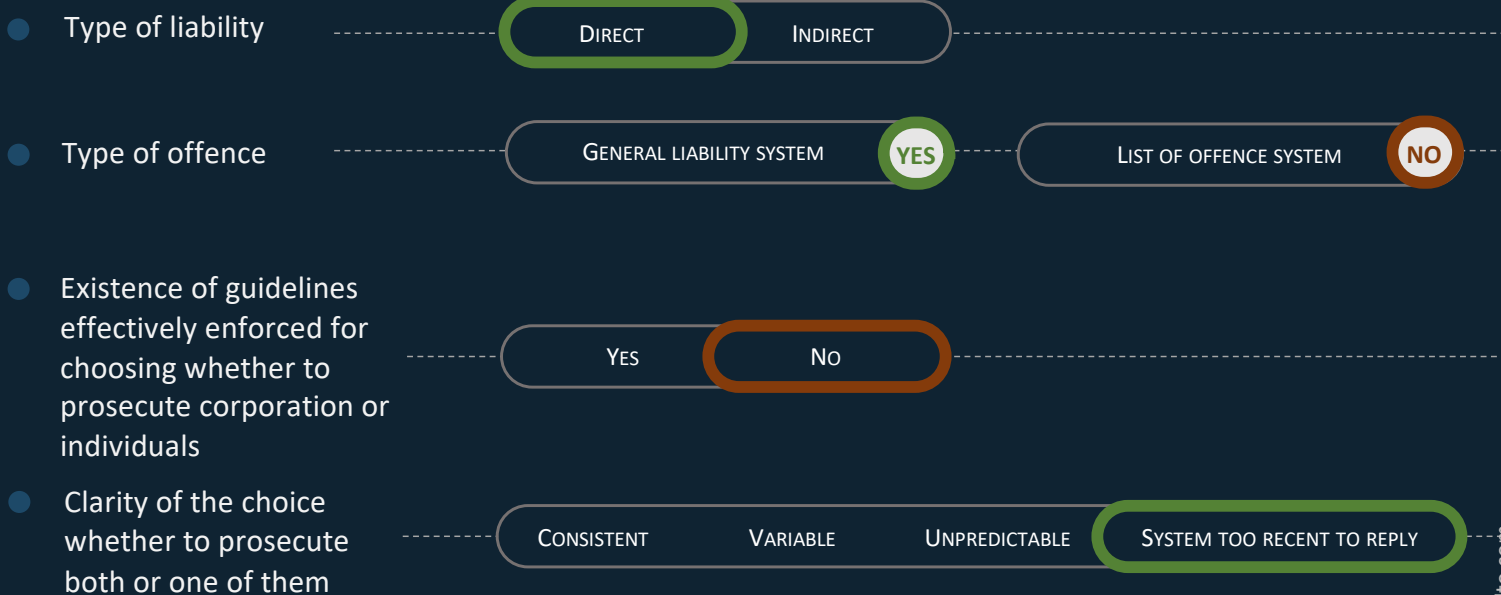 Type of liability
DIRECT INDIRECT
Type of offence
GENERAL LIABILITY SYSTEM YES LIST OF OFFENCE SYSTEM NO
Existence of guidelines
effectively enforced for
choosing whether to
prosecute corporation or
individuals
YES NO
Clarity of the choice
whether to prosecute
both or one of them
CONSISTENT VARIABLE UNPREDICTABLE SYSTEM TOO RECENT TO REPLY